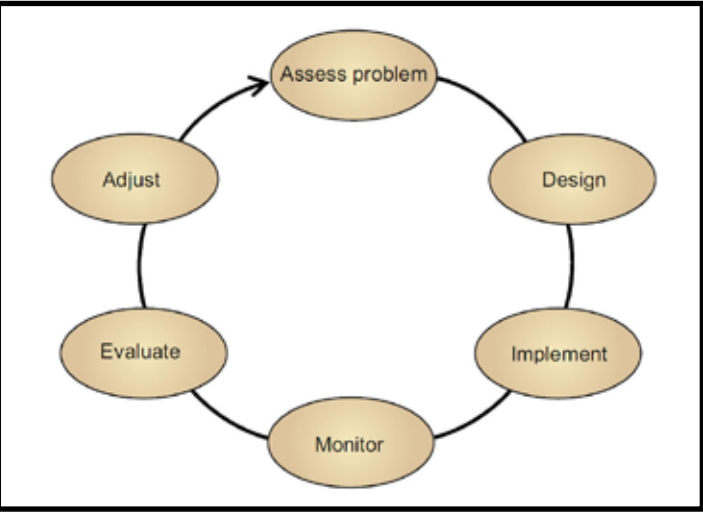 Assess problem
Design
Implement
Monitor
Evaluate
Adjust